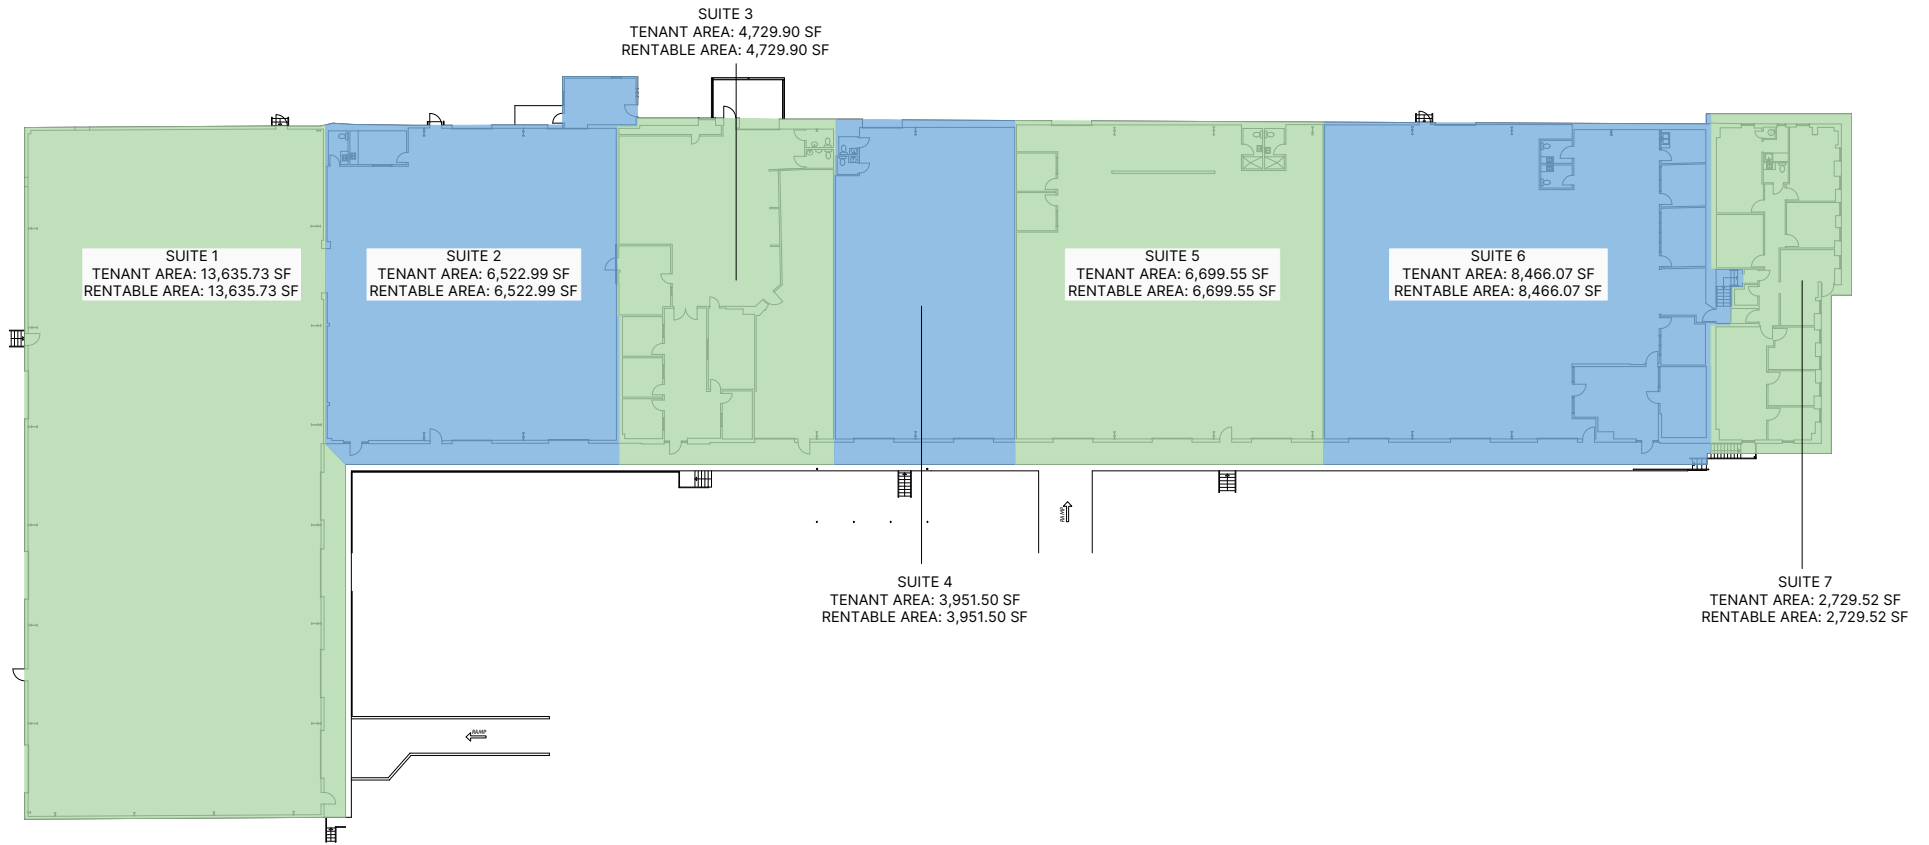 SUITE 3
TENANT AREA: 4,729.90 SF
RENTABLE AREA: 4,729.90 SF
SUITE 1
TENANT AREA: 13,635.73 SF
RENTABLE AREA: 13,635.73 SF
SUITE 2
TENANT AREA: 6,522.99 SF
RENTABLE AREA: 6,522.99 SF
SUITE 5
TENANT AREA: 6,699.55 SF
RENTABLE AREA: 6,699.55 SF
SUITE 6
TENANT AREA: 8,466.07 SF
RENTABLE AREA: 8,466.07 SF
RAMP
SUITE 4
TENANT AREA: 3,951.50 SF
RENTABLE AREA: 3,951.50 SF
SUITE 7
TENANT AREA: 2,729.52 SF
RENTABLE AREA: 2,729.52 SF
RAMP